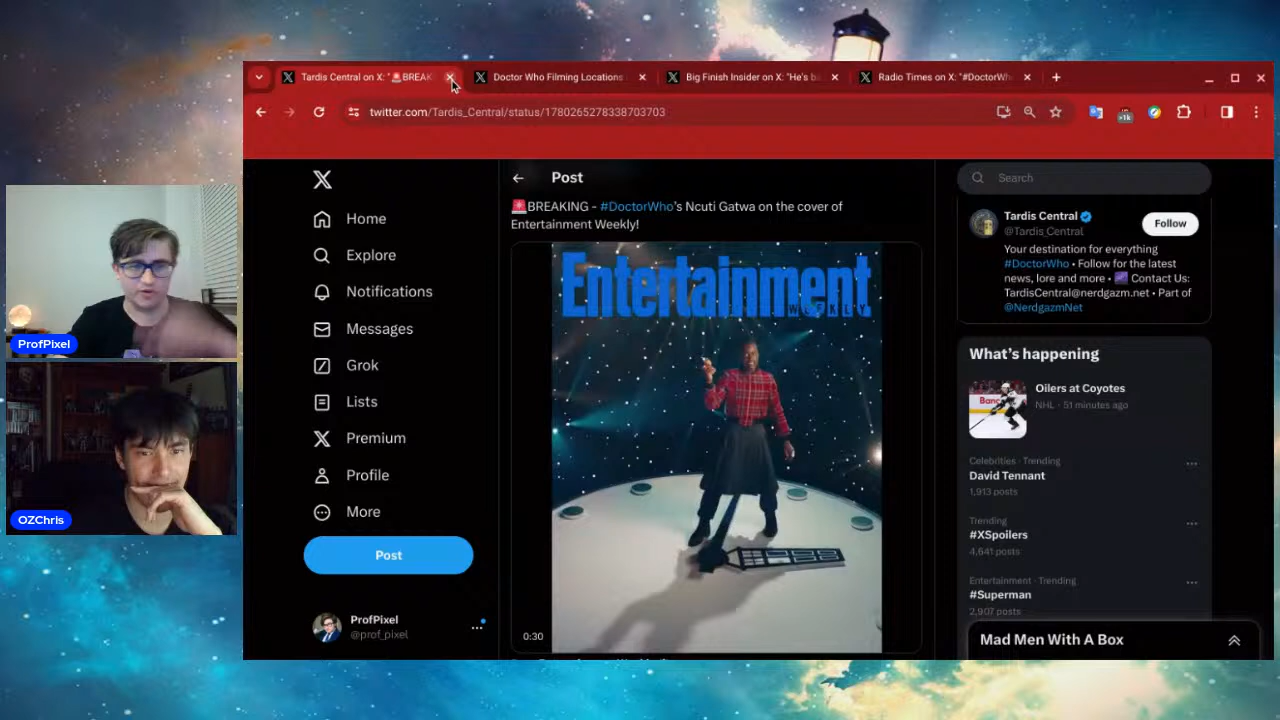 Tardis Central on X: "🚨BREAK
Doctor Who Filming Locations
Big Finish Insider on X: "He's ba
Radio Times on X: "#DoctorWh
twitter.com/Tardis_Central/status/1780265278338703703
>1k
Post
Search
🚨BREAKING - #DoctorWho's Ncuti Gatwa on the cover of
Entertainment Weekly!
Entertainment
WEEKLY
0:30
Home
Explore
Notifications
Messages
Grok
Lists
Premium
Profile
More
Post
ProfPixel
@prof_pixel
Tardis Central
@Tardis_Central
Follow
Your destination for everything
#DoctorWho • Follow for the latest
news, lore and more • Contact Us:
TardisCentral@nerdgazm.net • Part of
@NerdgazmNet
What's happening
Oilers at Coyotes
NHL · 51 minutes ago
Celebrities · Trending
David Tennant
1,913 posts
Trending
#XSpoilers
4,641 posts
Entertainment · Trending
#Superman
2,907 posts
Mad Men With A Box
ProfPixel
OZChris